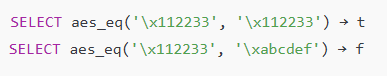 SELECT aes_eq('\x112233', '\x112233') → t
SELECT aes_eq('\x112233', '\xabcdef') → f